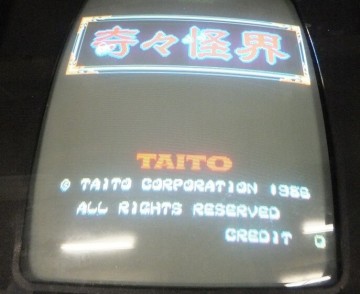 奇々怪界
TAITO
© TAITO CORPORATION 1986
ALL RIGHTS RESERVED
CREDIT 0